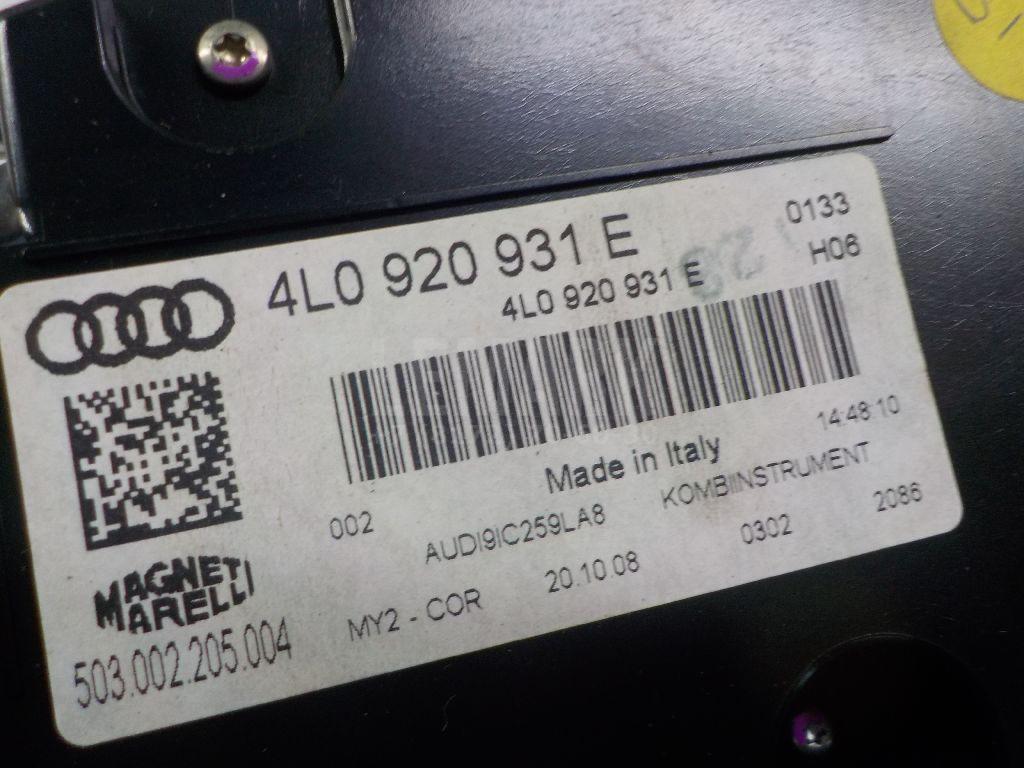 4L0 920 931 E
0133
4L0 920 931 E
H06
14:48:10
Made in Italy
KOMBIINSTRUMENT
002
AUDI9IC259LA8
2086
0302
20.10.08
MY2 - COR
MAGNETI
MARELLI
503.002.205.004